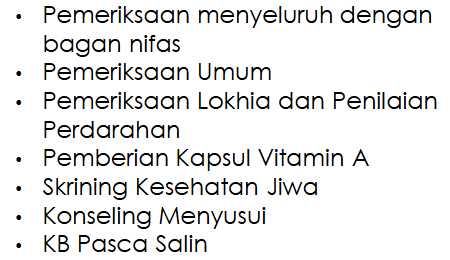 • Pemeriksaan menyeluruh dengan
bagan nifas
• Pemeriksaan Umum
• Pemeriksaan Lokhia dan Penilaian
Perdarahan
• Pemberian Kapsul Vitamin A
• Skrining Kesehatan Jiwa
• Konseling Menyusui
• KB Pasca Salin